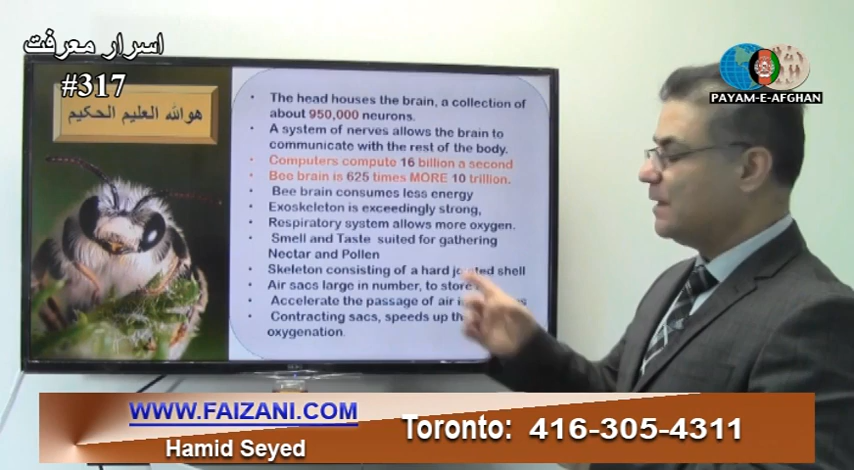 اسرار معرفت
#317
هوالله العليم الحكيم
PAYAM-E-AFGHAN
• The head houses the brain, a collection of
about 950,000 neurons.
• A system of nerves allows the brain to
communicate with the rest of the body.
• Computers compute 16 billion a second
• Bee brain is 625 times MORE 10 trillion.
• Bee brain consumes less energy
• Exoskeleton is exceedingly strong,
• Respiratory system allows more oxygen.
• Smell and Taste suited for gathering
Nectar and Pollen
• Skeleton consisting of a hard shell
• Air sacs large in number, to store
• Accelerate the passage of air
• Contracting sacs, speeds up
oxygenation.
WWW.FAIZANI.COM
Hamid Seyed
Toronto: 416-305-4311